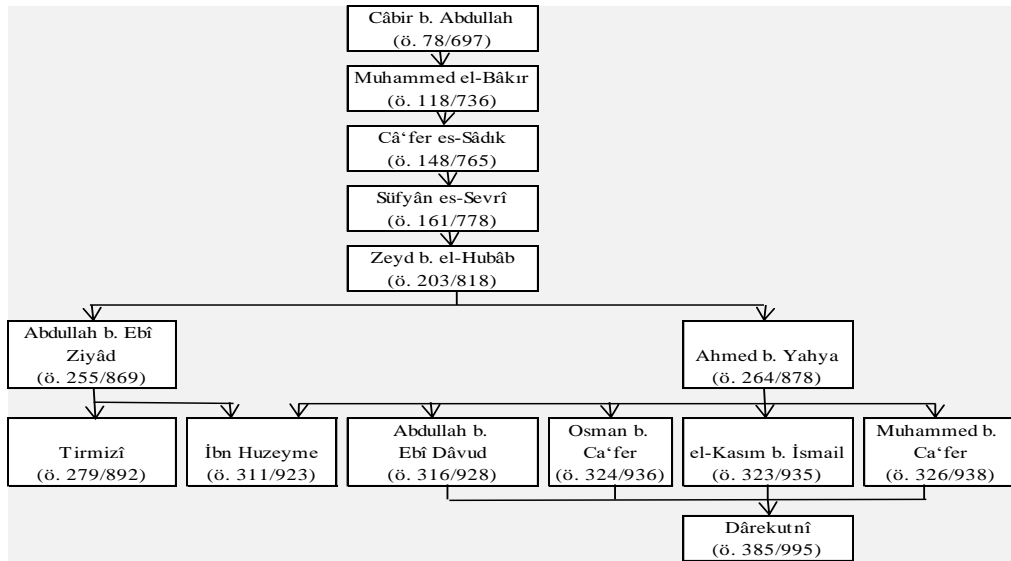 Câbir b. Abdullah
(ö. 78/697)
Muhammed el-Bâkır
(ö. 118/736)
Câ‘fer es-Sâdık
(ö. 148/765)
Süfyân es-Sevrî
(ö. 161/778)
Zeyd b. el-Hubâb
(ö. 203/818)
Abdullah b. Ebî
Ziyâd
(ö. 255/869)
Ahmed b. Yahya
(ö. 264/878)
Tirmizî
(ö. 279/892)
İbn Huzeyme
(ö. 311/923)
Abdullah b.
Ebî Dâvud
(ö. 316/928)
Osman b.
Ca‘fer
(ö. 324/936)
el-Kasım b. İsmail
(ö. 323/935)
Muhammed b.
Ca‘fer
(ö. 326/938)
Dârekutnî
(ö. 385/995)